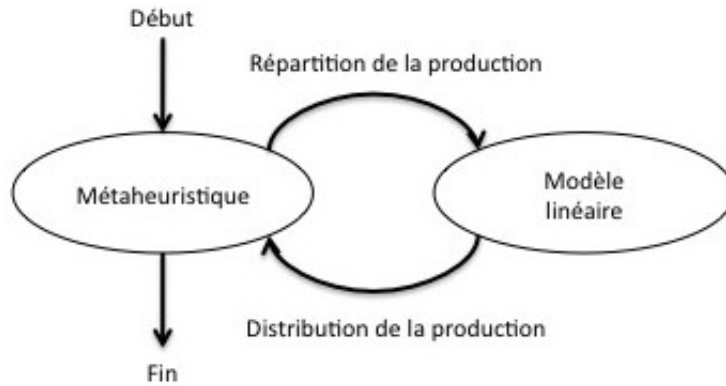 Début
Répartition de la production
Métaheuristique
Modèle
linéaire
Distribution de la production
Fin